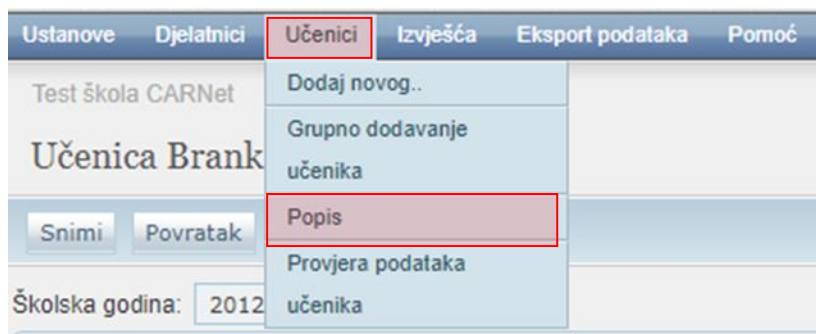 Ustanove Djelatnici Učenici Izvješća Eksport podataka Pomoć
Test škola CARNet
Dodaj novog..
Grupno dodavanje
učenika
Učenica Brank
Popis
Snimi Povratak
Provjera podataka
učenika
Školska godina: 2012